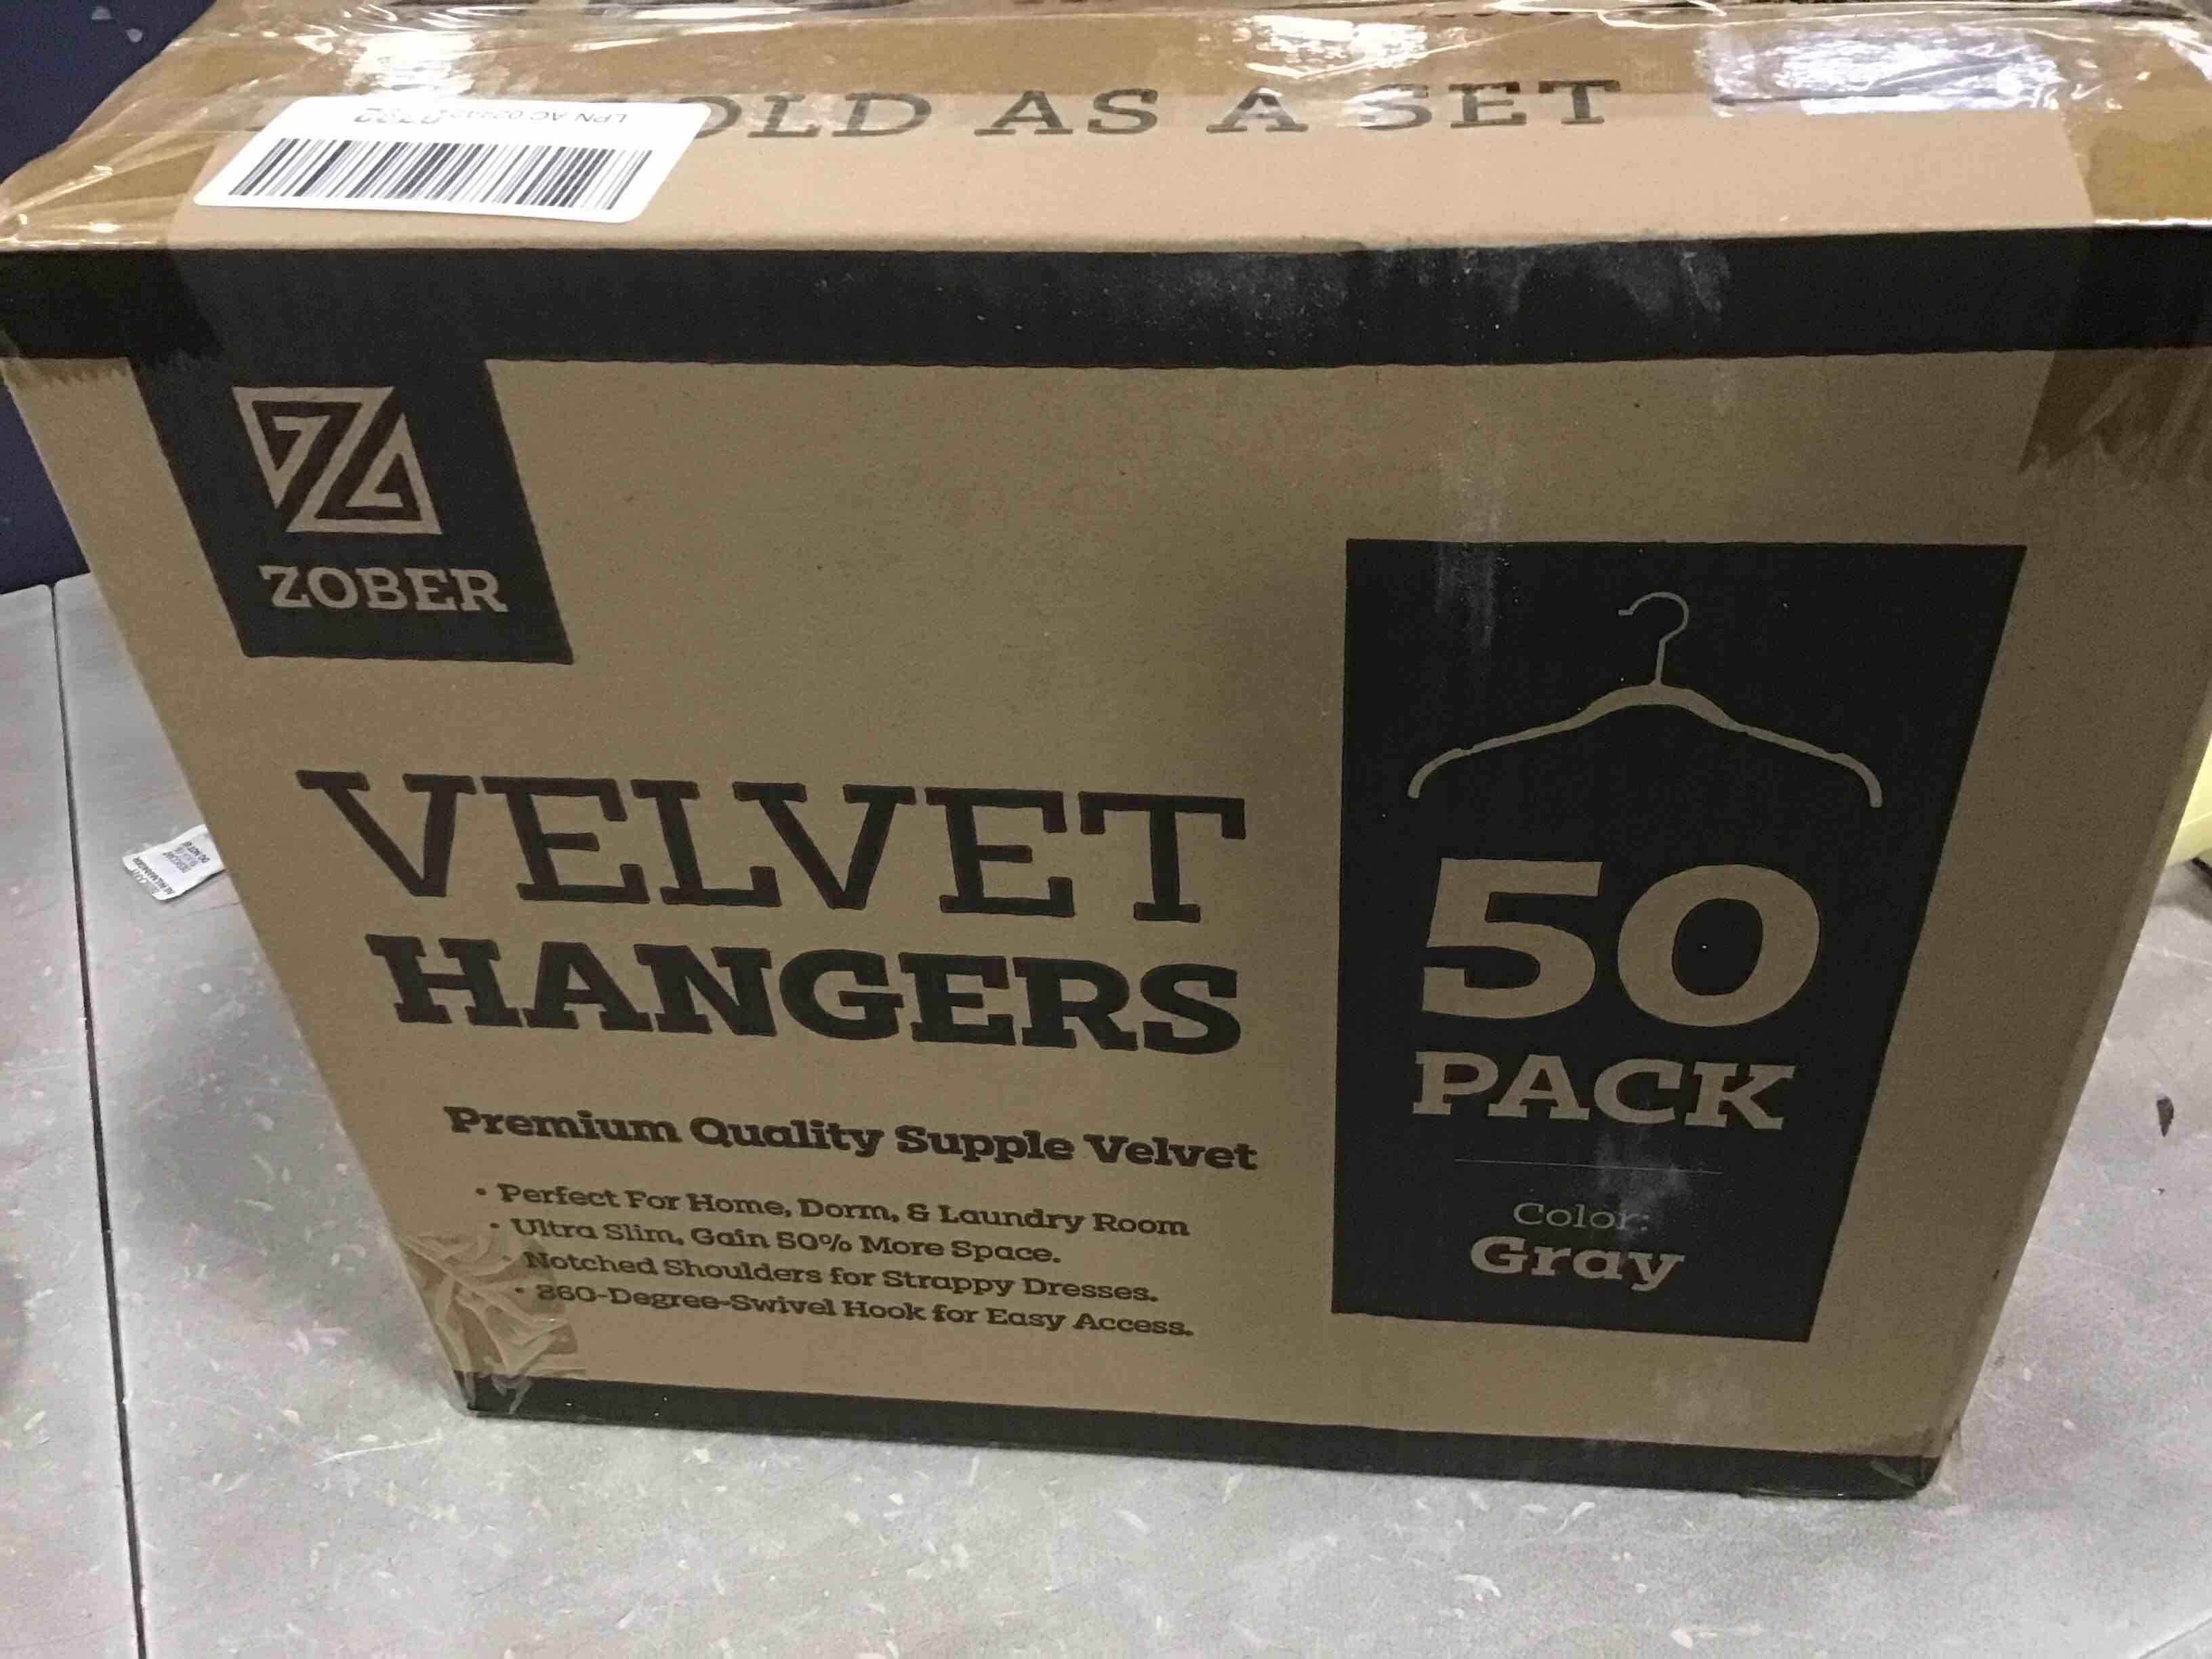 OLD AS A SET
LPN AC
ZOBER
VELVET
HANGERS
Premium Quality Supple Velvet
• Perfect For Home, Dorm, & Laundry Room
• Ultra Slim, Gain 50% More Space.
• Notched Shoulders for Strappy Dresses.
• 360-Degree-Swivel Hook for Easy Access.
50
PACK
Color:
Gray